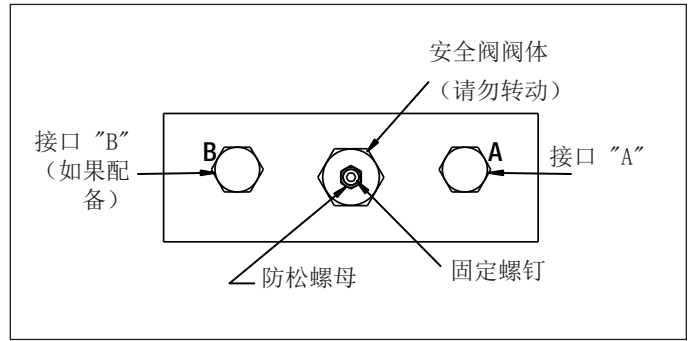 安全阀阀体
（请勿转动）
接口 "B"
（如果配
备）
B
A
接口 "A"
防松螺母
固定螺钉